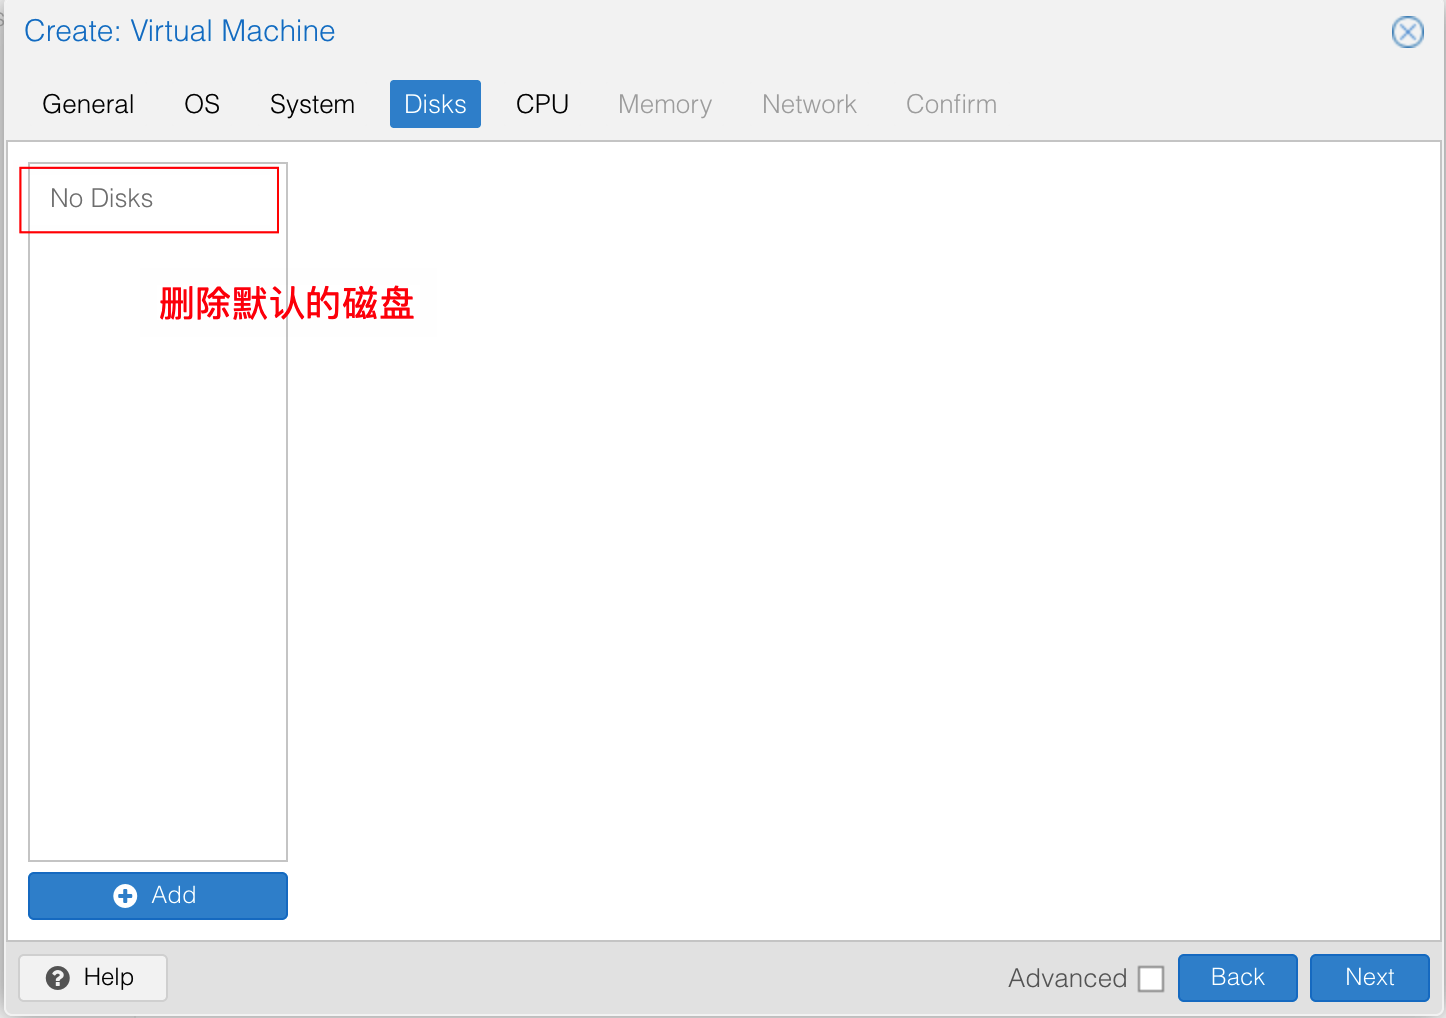 Create: Virtual Machine
General OS System Disks CPU Memory Network Confirm
No Disks
删除默认的磁盘
Add
Help Advanced Back Next